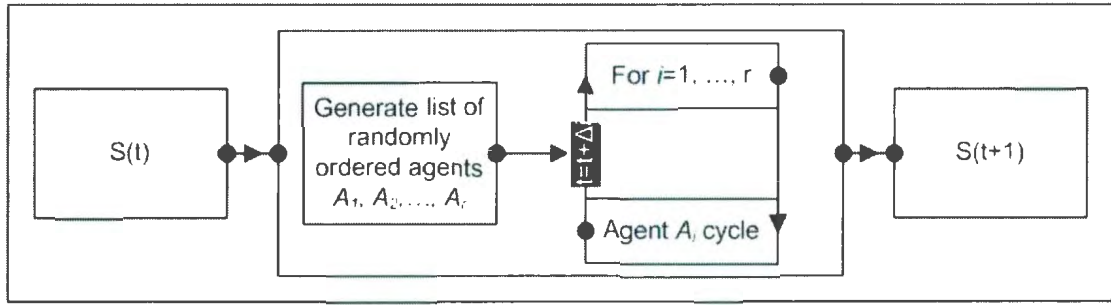 S(t)
Generate list of
randomly
ordered agents
A₁, A₂,..., Aᵣ
t=t+Δ
For i=1, ..., r
Agent Aᵢ cycle
S(t+1)